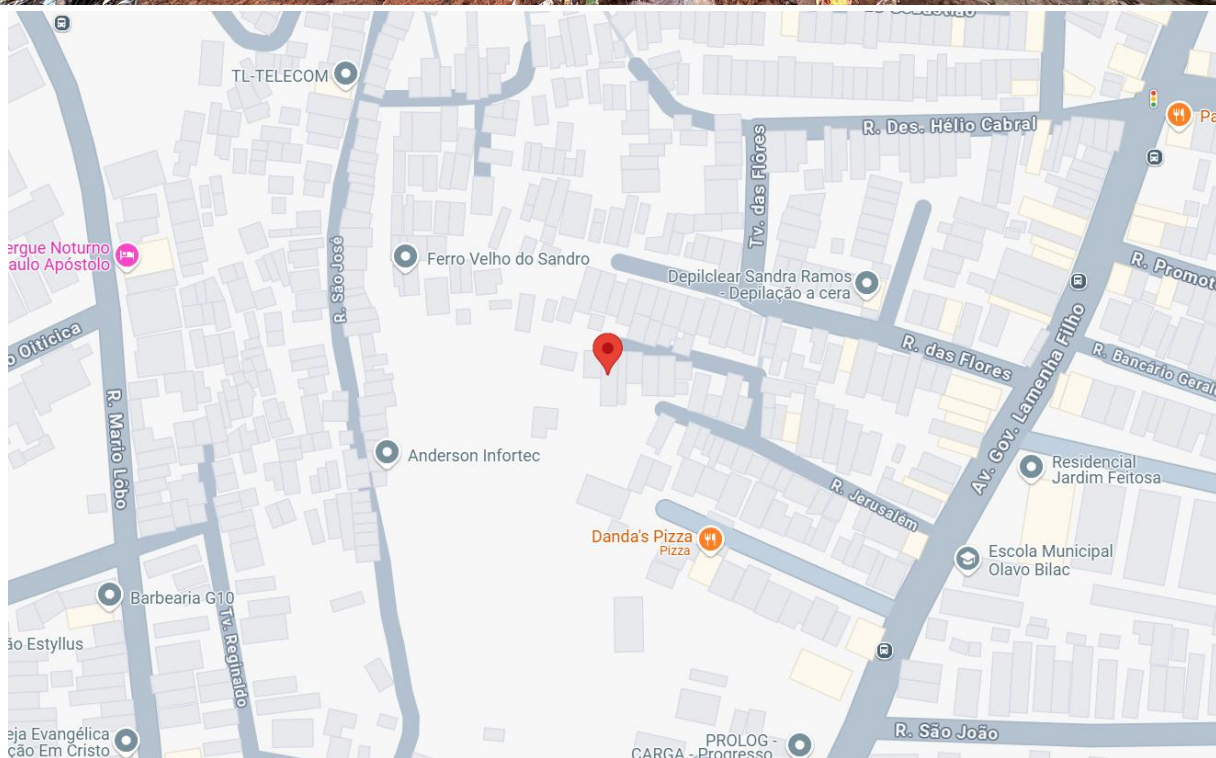 TL-TELECOM
R. Des. Hélio Cabral
Tv. das Flôres
ergue Noturno
aulo Apóstolo
Ferro Velho do Sandro
R. São José
Depilclear Sandra Ramos
- Depilação a cera
R. Promot
o Oiticica
R. das Flores
Av. Gov. Lamenha Filho
R. Bancário Geral
R. Mario Lôbo
Anderson Infortec
Residencial
Jardim Feitosa
R. Jerusalém
Danda's Pizza
Pizza
Escola Municipal
Olavo Bilac
Barbearia G10
Tv. Reginaldo
ão Estyllus
eja Evangélica
ção Em Cristo
R. São João
PROLOG -
CARGA - Progresso